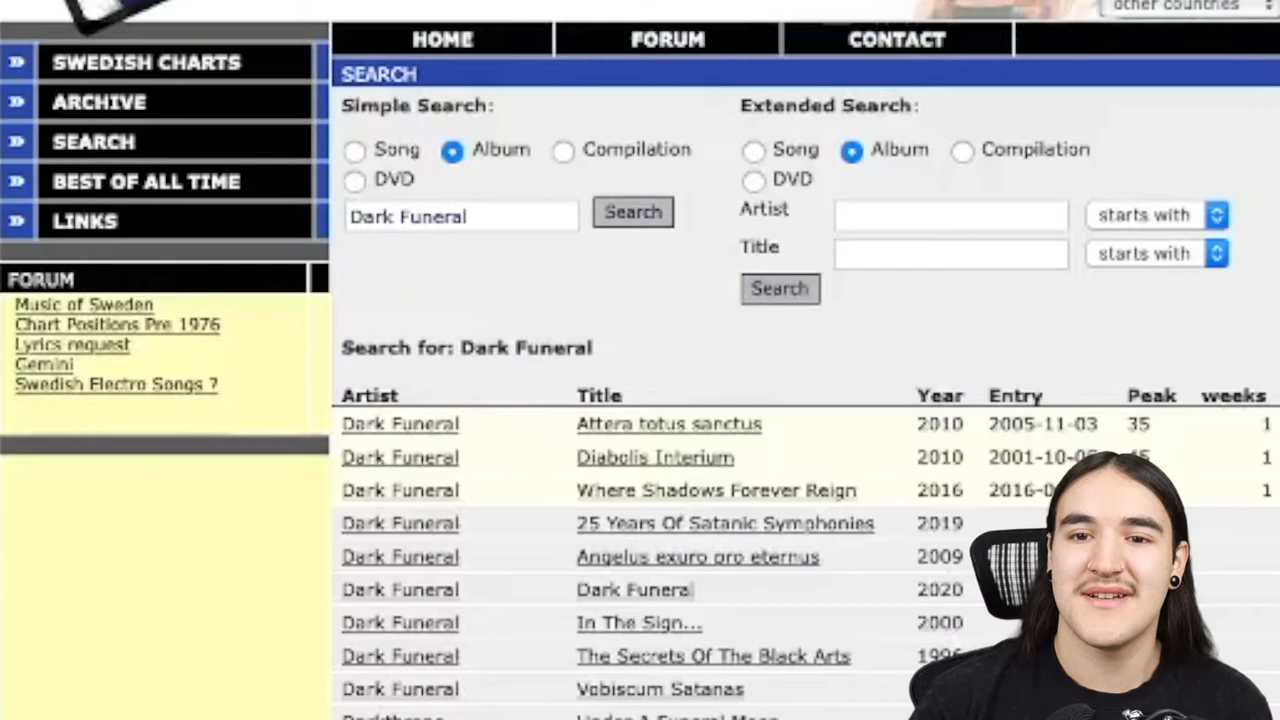 other countries
HOME FORUM CONTACT
SWEDISH CHARTS
ARCHIVE
SEARCH
BEST OF ALL TIME
LINKS
FORUM
Music of Sweden
Chart Positions Pre 1976
Lyrics request
Gemini
Swedish Electro Songs ?
SEARCH
Simple Search:
Song Album Compilation
DVD
Dark Funeral Search
Extended Search:
Song Album Compilation
DVD
Artist starts with
Title starts with
Search
Search for: Dark Funeral
Artist Title Year Entry Peak weeks
Dark Funeral Attera totus sanctus 2010 2005-11-03 35 1
Dark Funeral Diabolis Interium 2010 1
Dark Funeral Where Shadows Forever Reign 2016 1
Dark Funeral 25 Years Of Satanic Symphonies 2019
Dark Funeral Angelus exuro pro eternus 2009
Dark Funeral Dark Funeral 2020
Dark Funeral In The Sign... 2000
Dark Funeral The Secrets Of The Black Arts
Dark Funeral Vobiscum Satanas